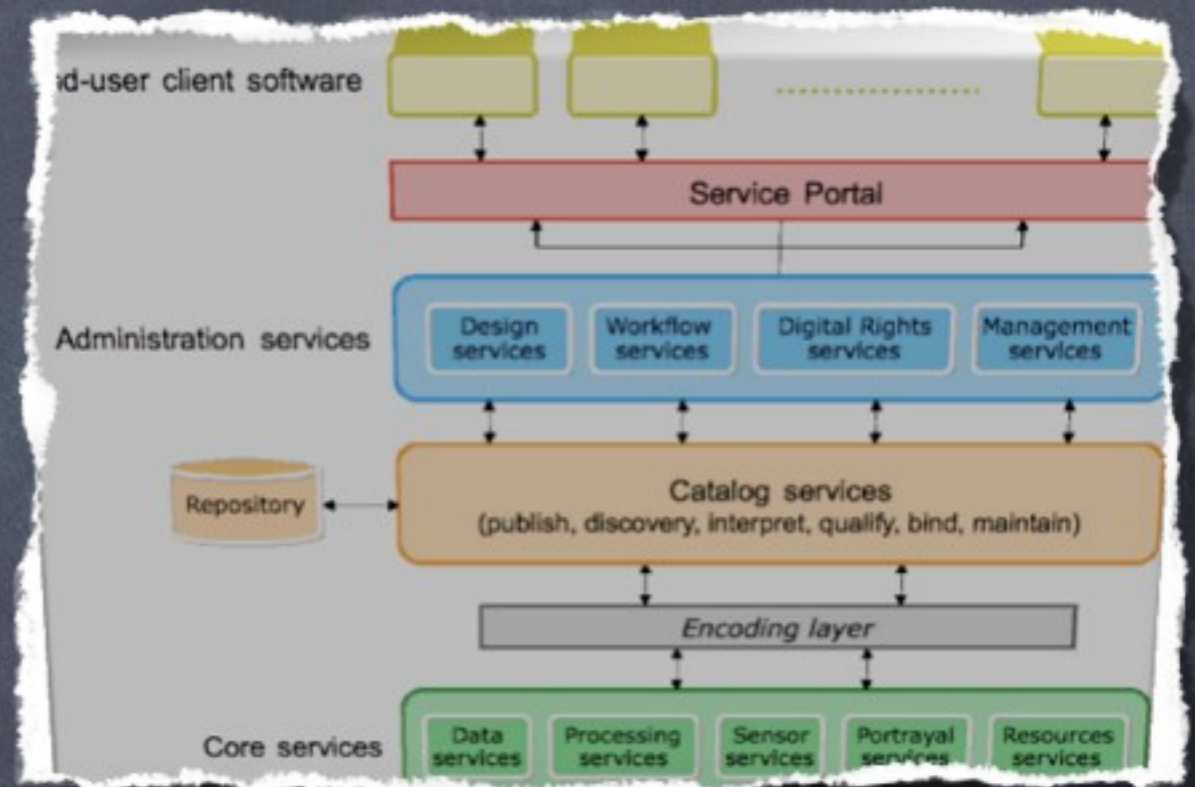 nd-user client software
Service Portal
Administration services
Design
services
Workflow
services
Digital Rights
services
Management
services
Repository
Catalog services
(publish, discovery, interpret, qualify, bind, maintain)
Encoding layer
Core services
Data
services
Processing
services
Sensor
services
Portrayal
services
Resources
services